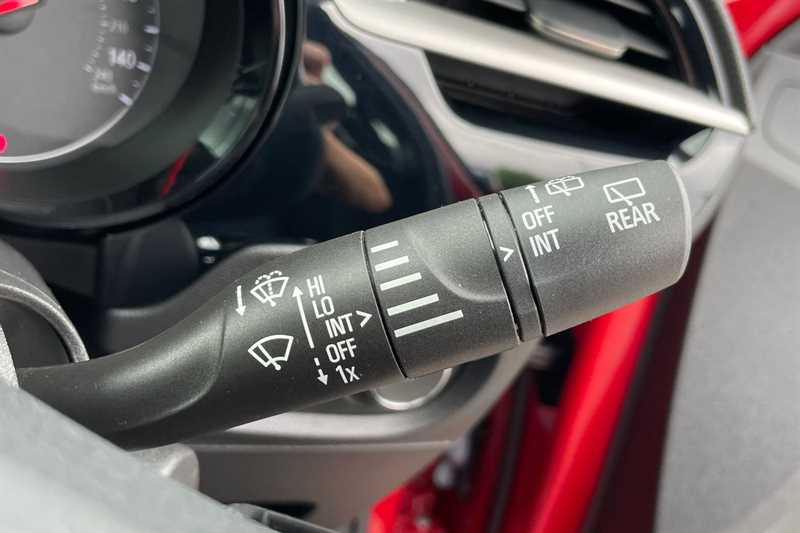 140
HI
LO
INT
OFF
1x
OFF
INT
REAR